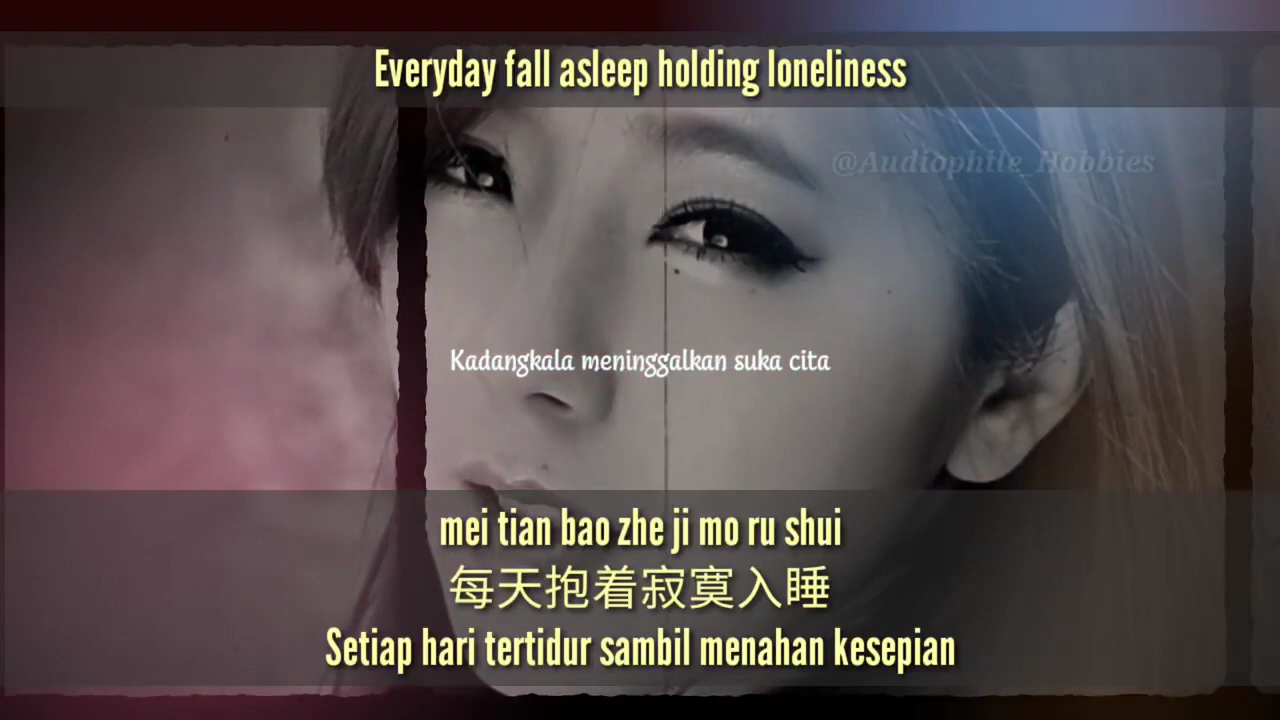 Everyday fall asleep holding loneliness
@Audiophile_Hobbies
Kadangkala meninggalkan suka cita
mei tian bao zhe ji mo ru shui
每天抱着寂寞入睡
Setiap hari tertidur sambil menahan kesepian